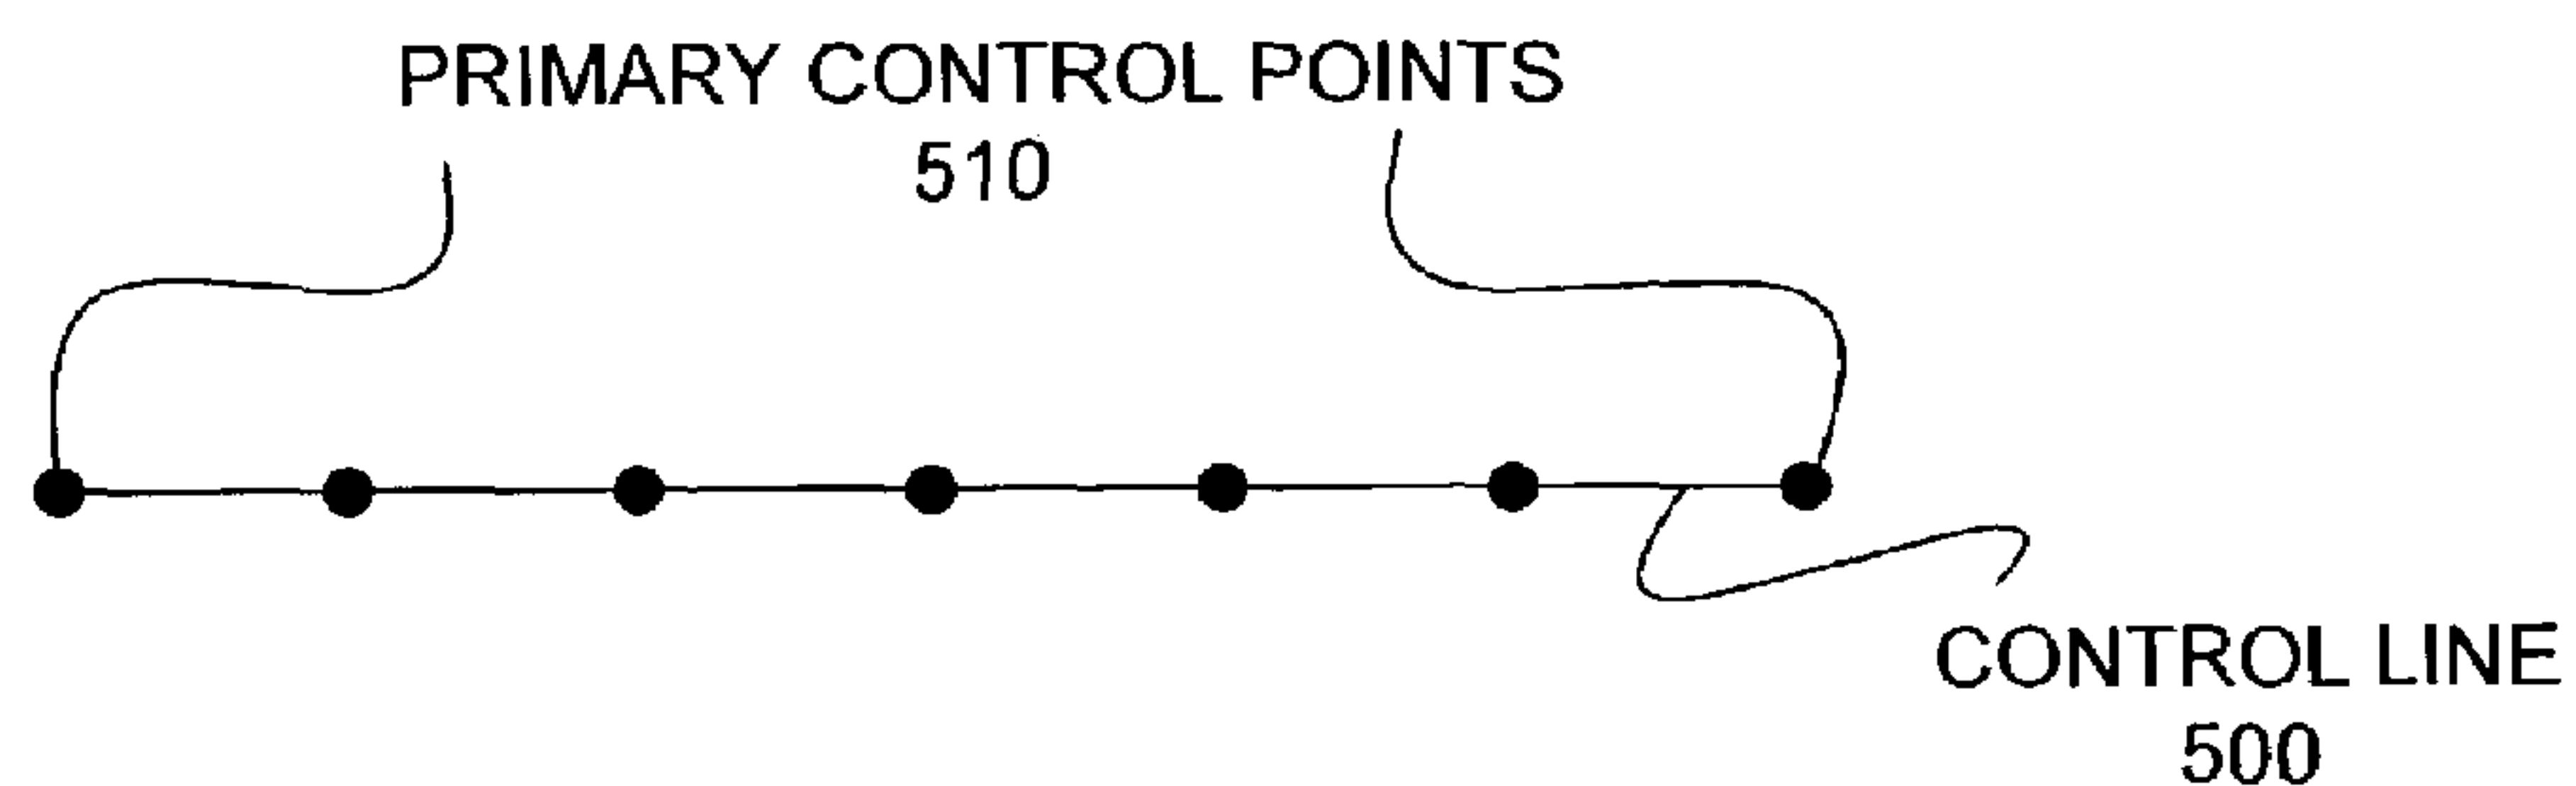 PRIMARY CONTROL POINTS
510
CONTROL LINE
500